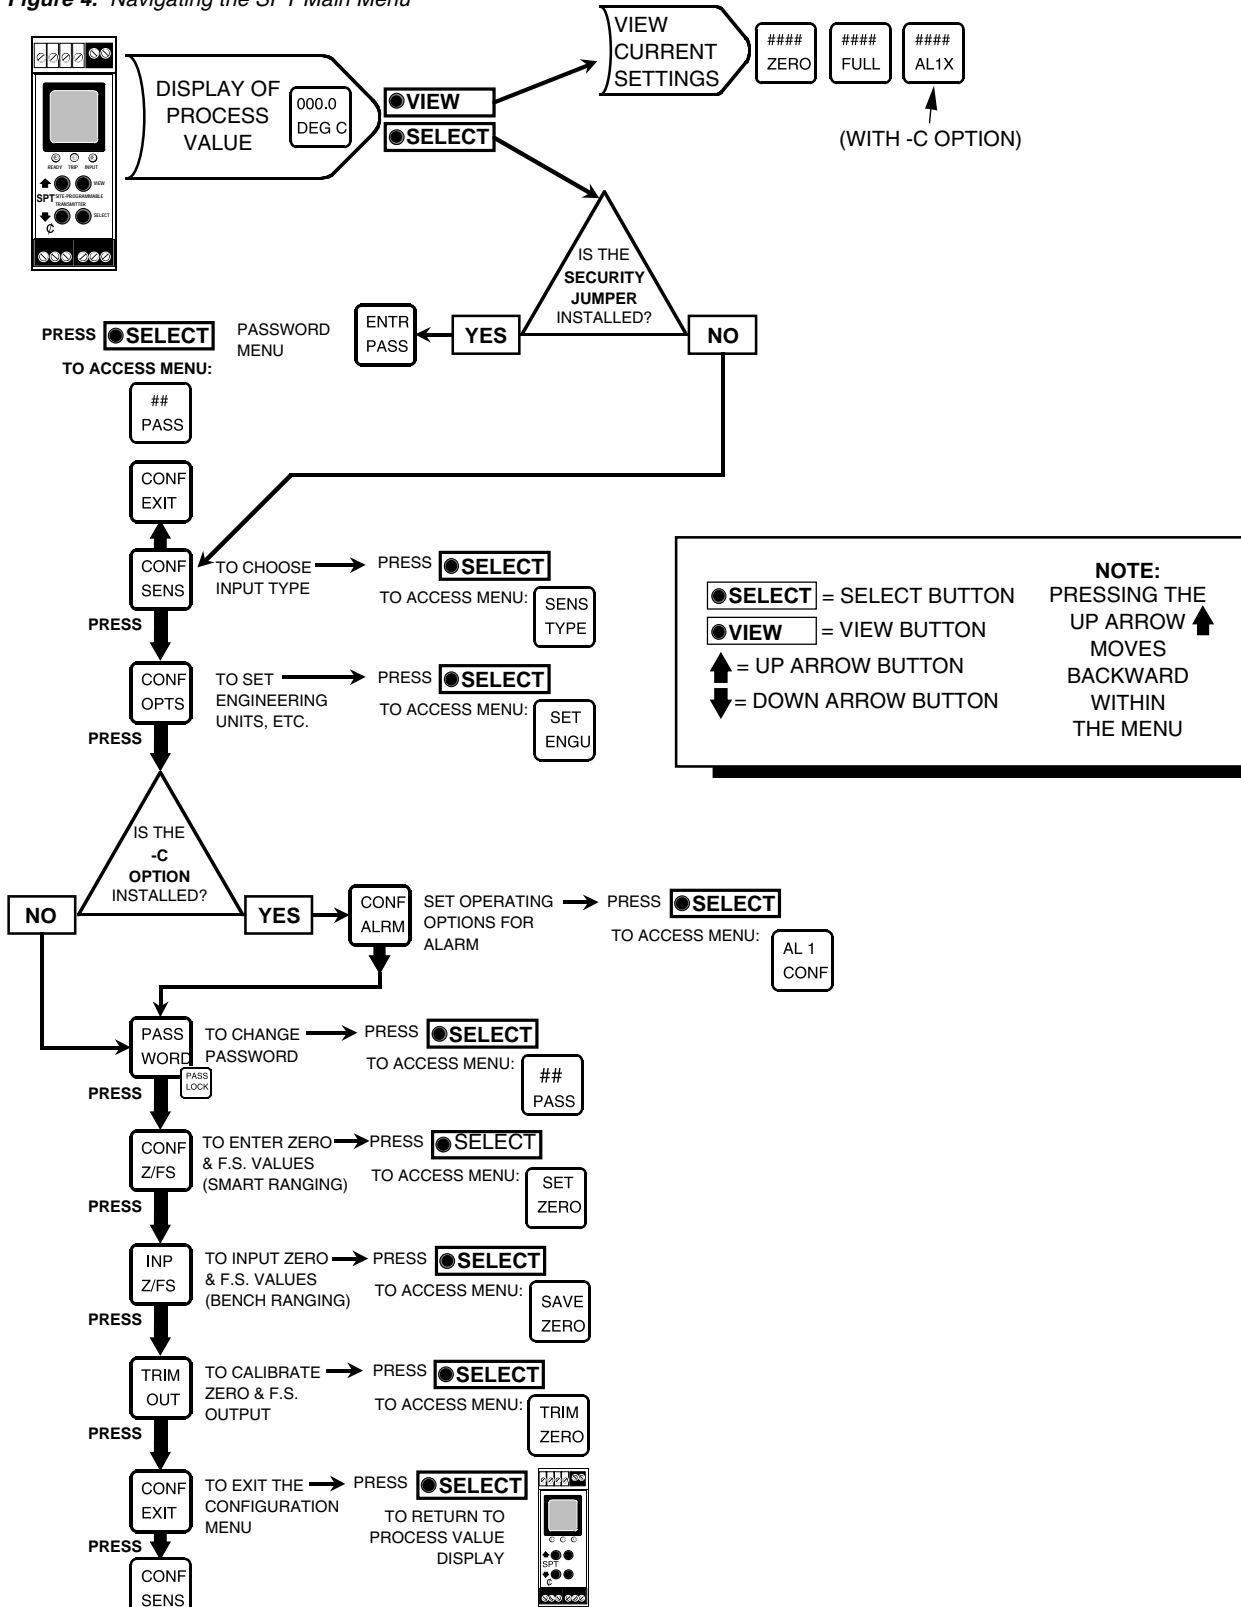 Figure 4. Navigating the SPT Main Menu
READY TRIP INPUT
VIEW
SPT SITE-PROGRAMMABLE
TRANSMITTER
SELECT
DISPLAY OF
PROCESS
VALUE
000.0
DEG C
VIEW
SELECT
VIEW
CURRENT
SETTINGS
####
ZERO
####
FULL
####
AL1X
(WITH -C OPTION)
IS THE
SECURITY
JUMPER
INSTALLED?
YES
NO
ENTR
PASS
PASSWORD
MENU
PRESS SELECT
TO ACCESS MENU:
##
PASS
CONF
EXIT
CONF
SENS
TO CHOOSE
INPUT TYPE
PRESS SELECT
TO ACCESS MENU:
SENS
TYPE
PRESS
CONF
OPTS
TO SET
ENGINEERING
UNITS, ETC.
PRESS SELECT
TO ACCESS MENU:
SET
ENGU
PRESS
SELECT = SELECT BUTTON
VIEW = VIEW BUTTON
= UP ARROW BUTTON
= DOWN ARROW BUTTON
NOTE:
PRESSING THE
UP ARROW
MOVES
BACKWARD
WITHIN
THE MENU
IS THE
-C
OPTION
INSTALLED?
NO
YES
CONF
ALRM
SET OPERATING
OPTIONS FOR
ALARM
PRESS SELECT
TO ACCESS MENU:
AL 1
CONF
PASS
WORD
PASS
LOCK
TO CHANGE
PASSWORD
PRESS SELECT
TO ACCESS MENU:
##
PASS
PRESS
CONF
Z/FS
TO ENTER ZERO
& F.S. VALUES
(SMART RANGING)
PRESS SELECT
TO ACCESS MENU:
SET
ZERO
PRESS
INP
Z/FS
TO INPUT ZERO
& F.S. VALUES
(BENCH RANGING)
PRESS SELECT
TO ACCESS MENU:
SAVE
ZERO
PRESS
TRIM
OUT
TO CALIBRATE
ZERO & F.S.
OUTPUT
PRESS SELECT
TO ACCESS MENU:
TRIM
ZERO
PRESS
CONF
EXIT
TO EXIT THE
CONFIGURATION
MENU
PRESS SELECT
TO RETURN TO
PROCESS VALUE
DISPLAY
SPT
PRESS
CONF
SENS